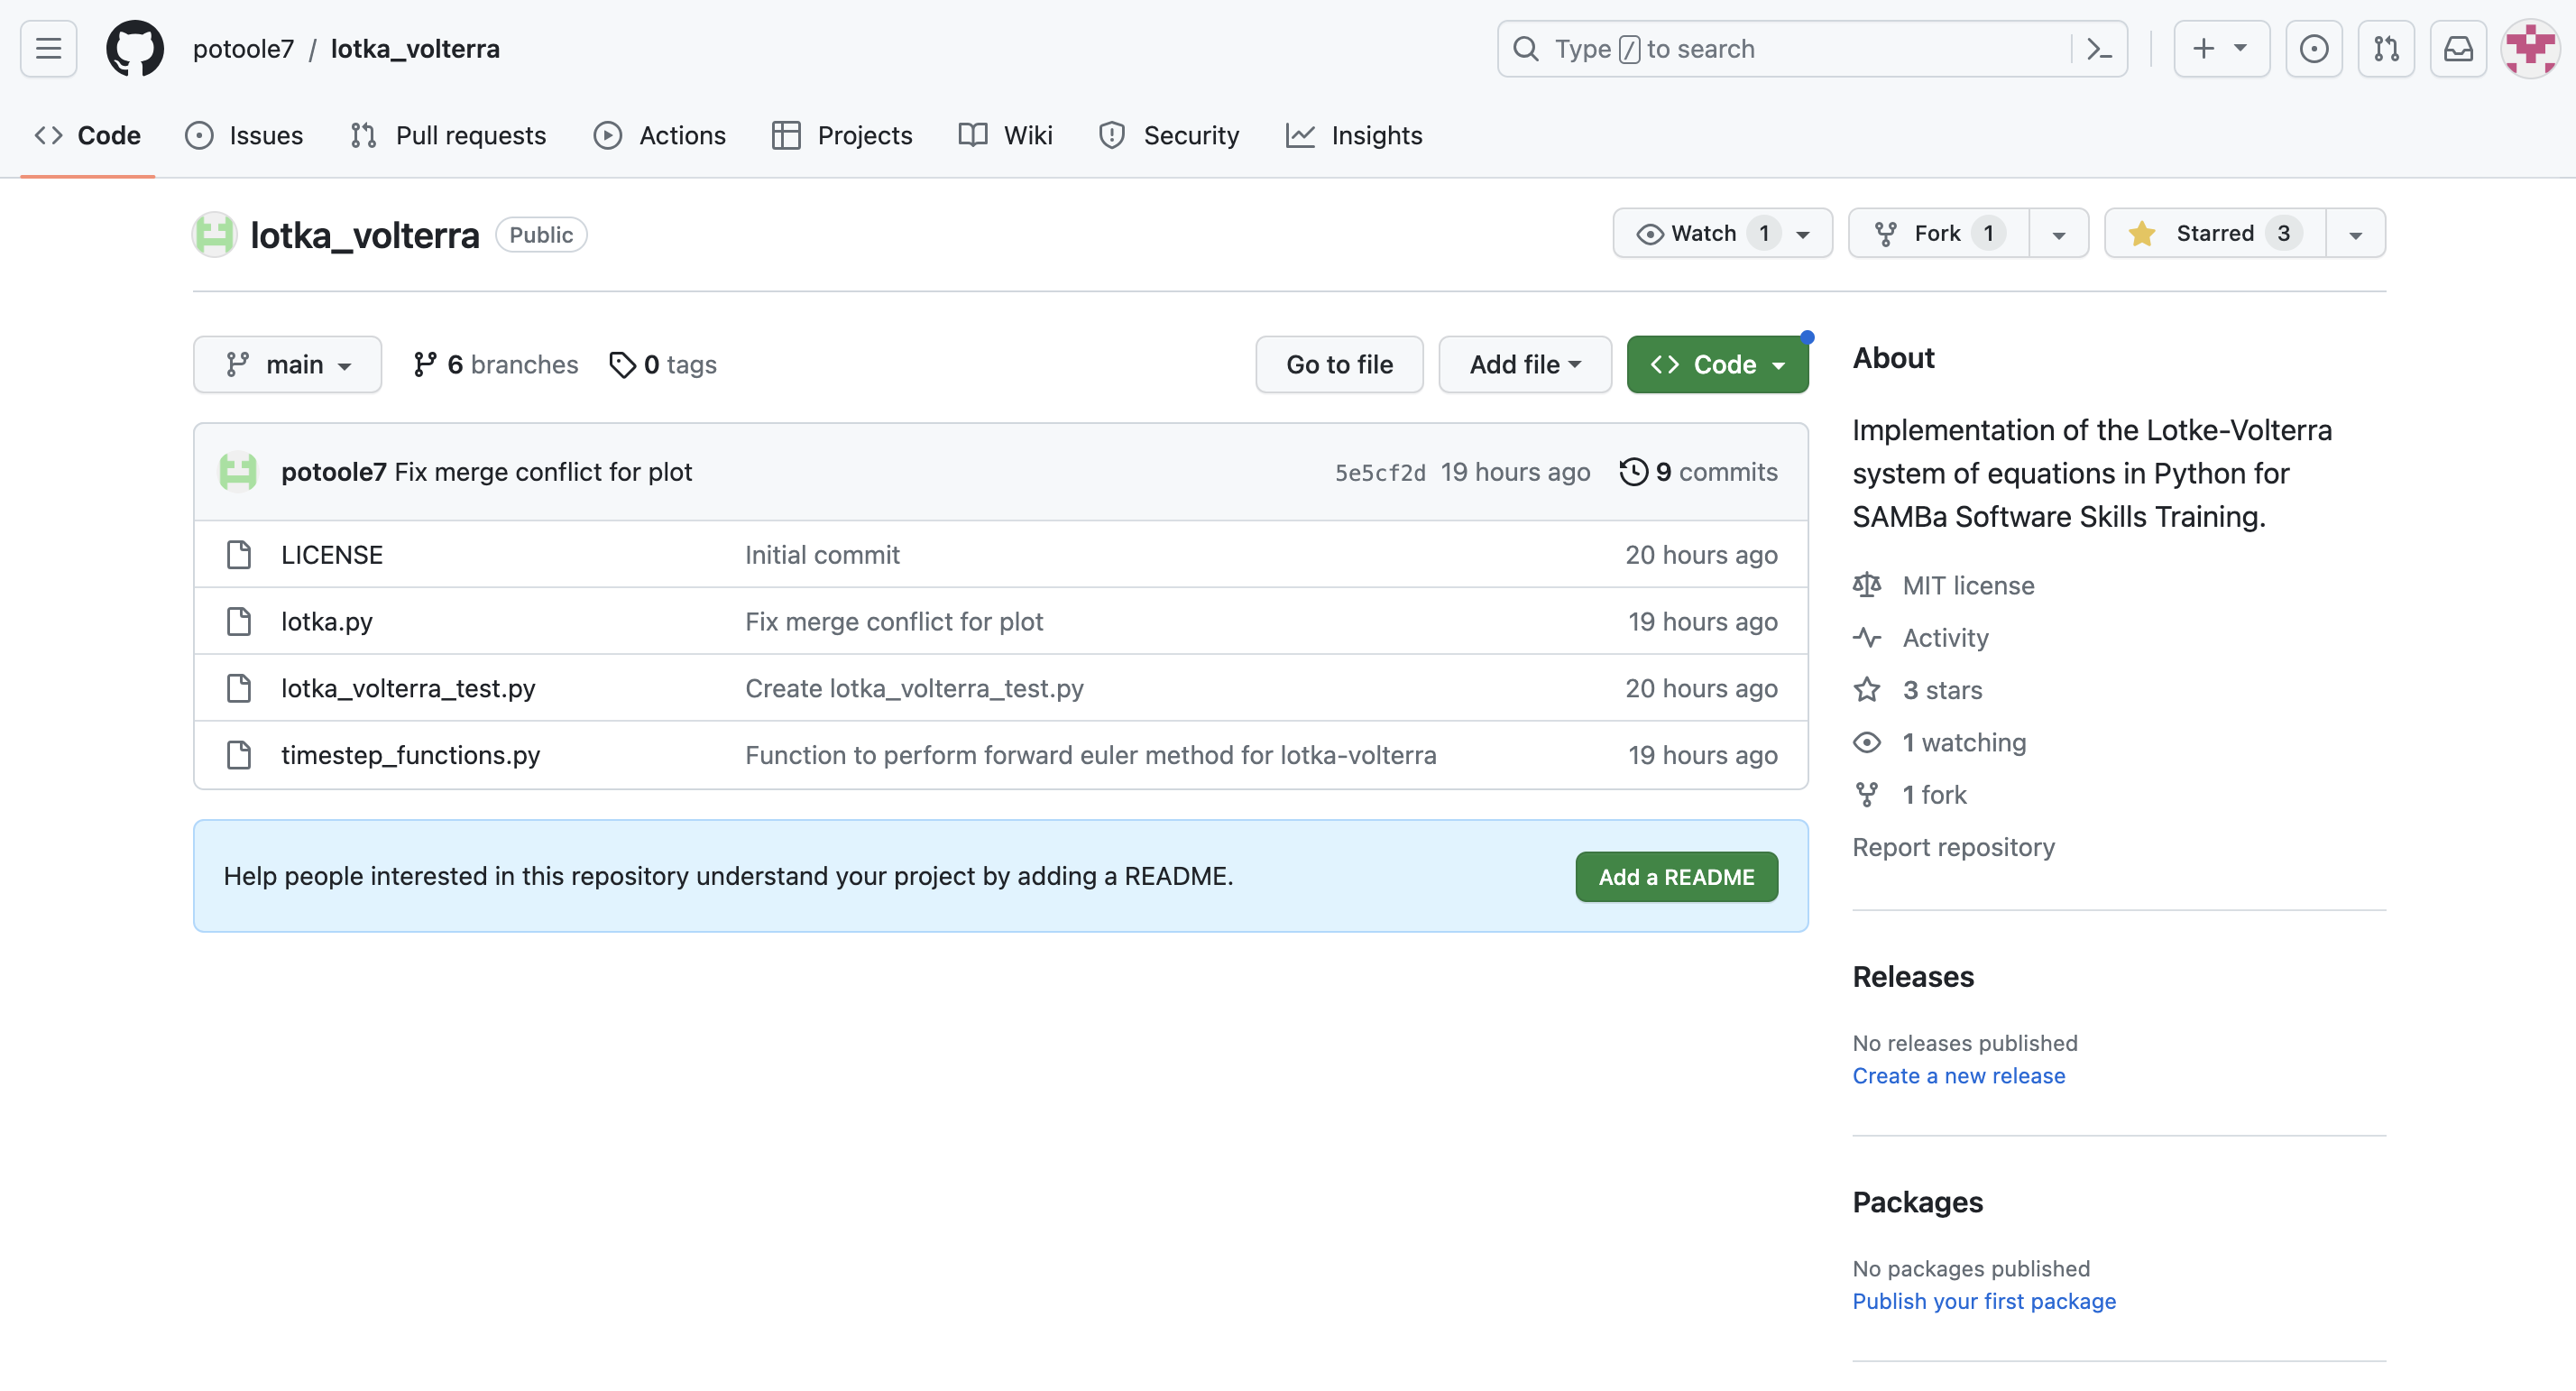 potoole7 / lotka_volterra
Type / to search
Code Issues Pull requests Actions Projects Wiki Security Insights
lotka_volterra Public
Watch 1 Fork 1 Starred 3
main 6 branches 0 tags Go to file Add file Code
potoole7 Fix merge conflict for plot 5e5cf2d 19 hours ago 9 commits
LICENSE Initial commit 20 hours ago
lotka.py Fix merge conflict for plot 19 hours ago
lotka_volterra_test.py Create lotka_volterra_test.py 20 hours ago
timestep_functions.py Function to perform forward euler method for lotka-volterra 19 hours ago
Help people interested in this repository understand your project by adding a README. Add a README
About
Implementation of the Lotke-Volterra
system of equations in Python for
SAMBa Software Skills Training.
MIT license
Activity
3 stars
1 watching
1 fork
Report repository
Releases
No releases published
Create a new release
Packages
No packages published
Publish your first package